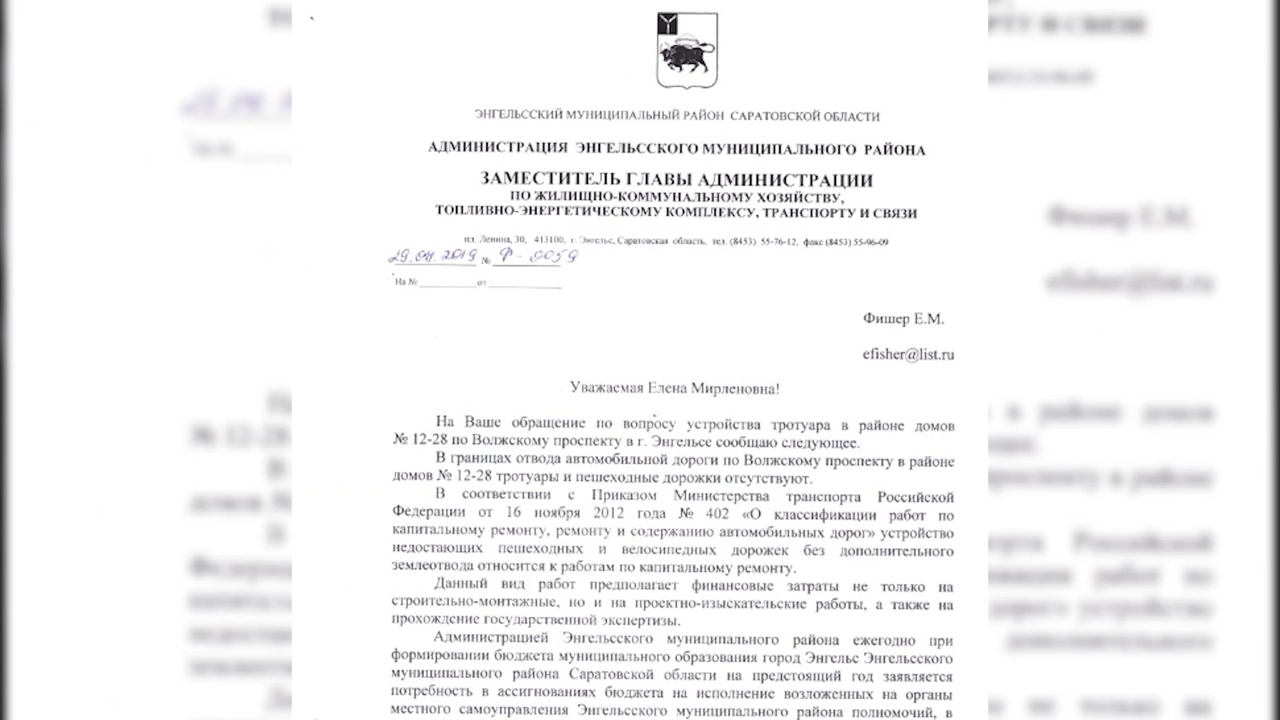 ЭНГЕЛЬССКИЙ МУНИЦИПАЛЬНЫЙ РАЙОН САРАТОВСКОЙ ОБЛАСТИ
АДМИНИСТРАЦИЯ ЭНГЕЛЬССКОГО МУНИЦИПАЛЬНОГО РАЙОНА
ЗАМЕСТИТЕЛЬ ГЛАВЫ АДМИНИСТРАЦИИ
ПО ЖИЛИЩНО-КОММУНАЛЬНОМУ ХОЗЯЙСТВУ,
ТОПЛИВНО-ЭНЕРГЕТИЧЕСКОМУ КОМПЛЕКСУ, ТРАНСПОРТУ И СВЯЗИ
пл. Ленина, 30, 413100, г. Энгельс, Саратовская область, тел. (8453) 55-76-12, факс (8453) 55-96-09
29.04.2019 № Ф-0059
На № от
Фишер Е.М.
efisher@list.ru
Уважаемая Елена Мирленовна!
На Ваше обращение по вопросу устройства тротуара в районе домов
№ 12-28 по Волжскому проспекту в г. Энгельсе сообщаю следующее.
В границах отвода автомобильной дороги по Волжскому проспекту в районе
домов № 12-28 тротуары и пешеходные дорожки отсутствуют.
В соответствии с Приказом Министерства транспорта Российской
Федерации от 16 ноября 2012 года № 402 «О классификации работ по
капитальному ремонту, ремонту и содержанию автомобильных дорог» устройство
недостающих пешеходных и велосипедных дорожек без дополнительного
землеотвода относится к работам по капитальному ремонту.
Данный вид работ предполагает финансовые затраты не только на
строительно-монтажные, но и на проектно-изыскательские работы, а также на
прохождение государственной экспертизы.
Администрацией Энгельсского муниципального района ежегодно при
формировании бюджета муниципального образования город Энгельс Энгельсского
муниципального района Саратовской области на предстоящий год заявляется
потребность в ассигнованиях бюджета на исполнение возложенных на органы
местного самоуправления Энгельсского муниципального района полномочий, в